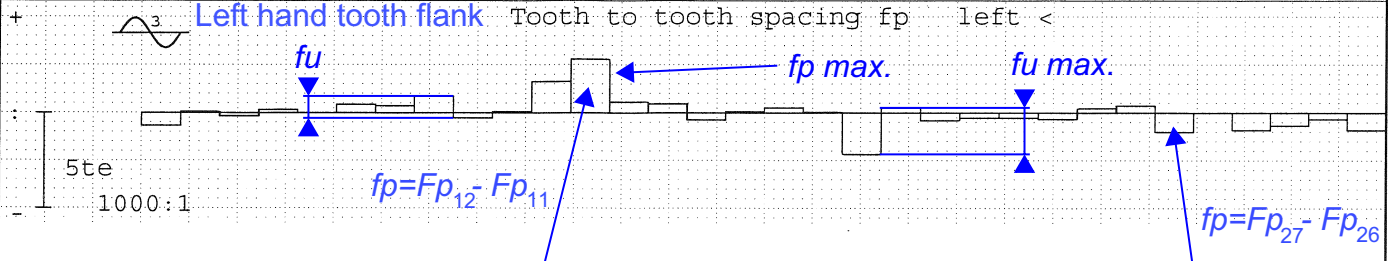 + 3 Left hand tooth flank Tooth to tooth spacing fp left <
fu fp max. fu max.
:
5te
fp=Fp12- Fp11
1000:1
-
fp=Fp27- Fp26